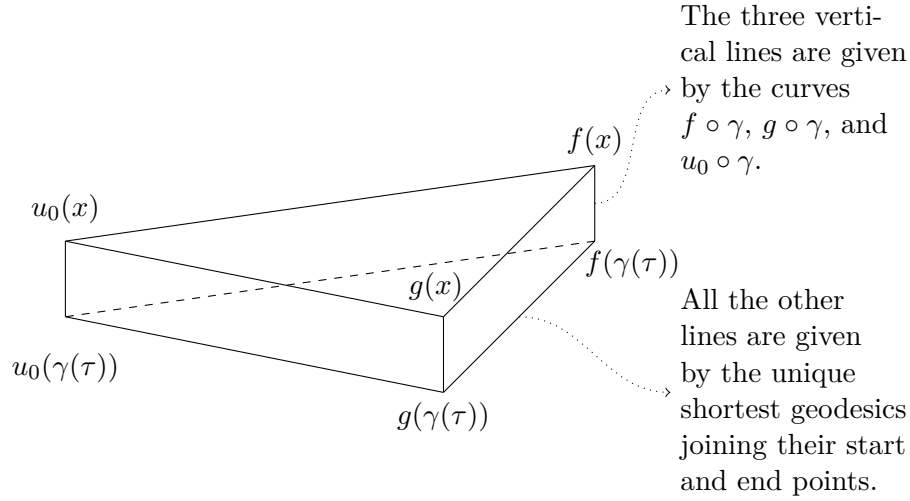 The three verti-
cal lines are given
by the curves
f ∘ γ, g ∘ γ, and
u₀ ∘ γ.
f(x)
u₀(x)
f(γ(τ))
g(x)
u₀(γ(τ))
g(γ(τ))
All the other
lines are given
by the unique
shortest geodesics
joining their start
and end points.